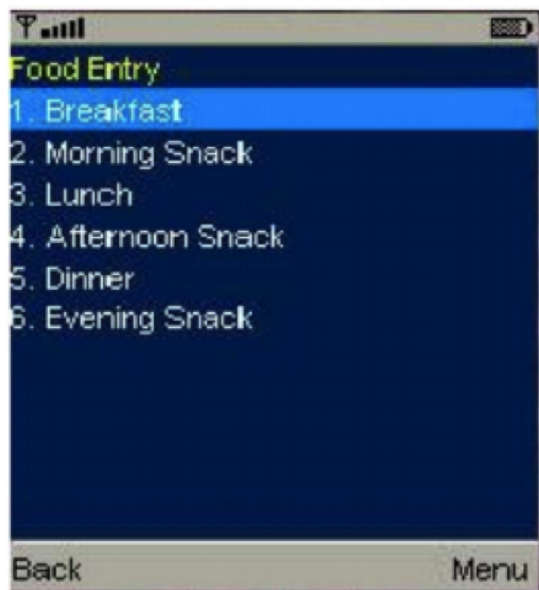 Food Entry
1. Breakfast
2. Morning Snack
3. Lunch
4. Afternoon Snack
5. Dinner
6. Evening Snack
Back Menu